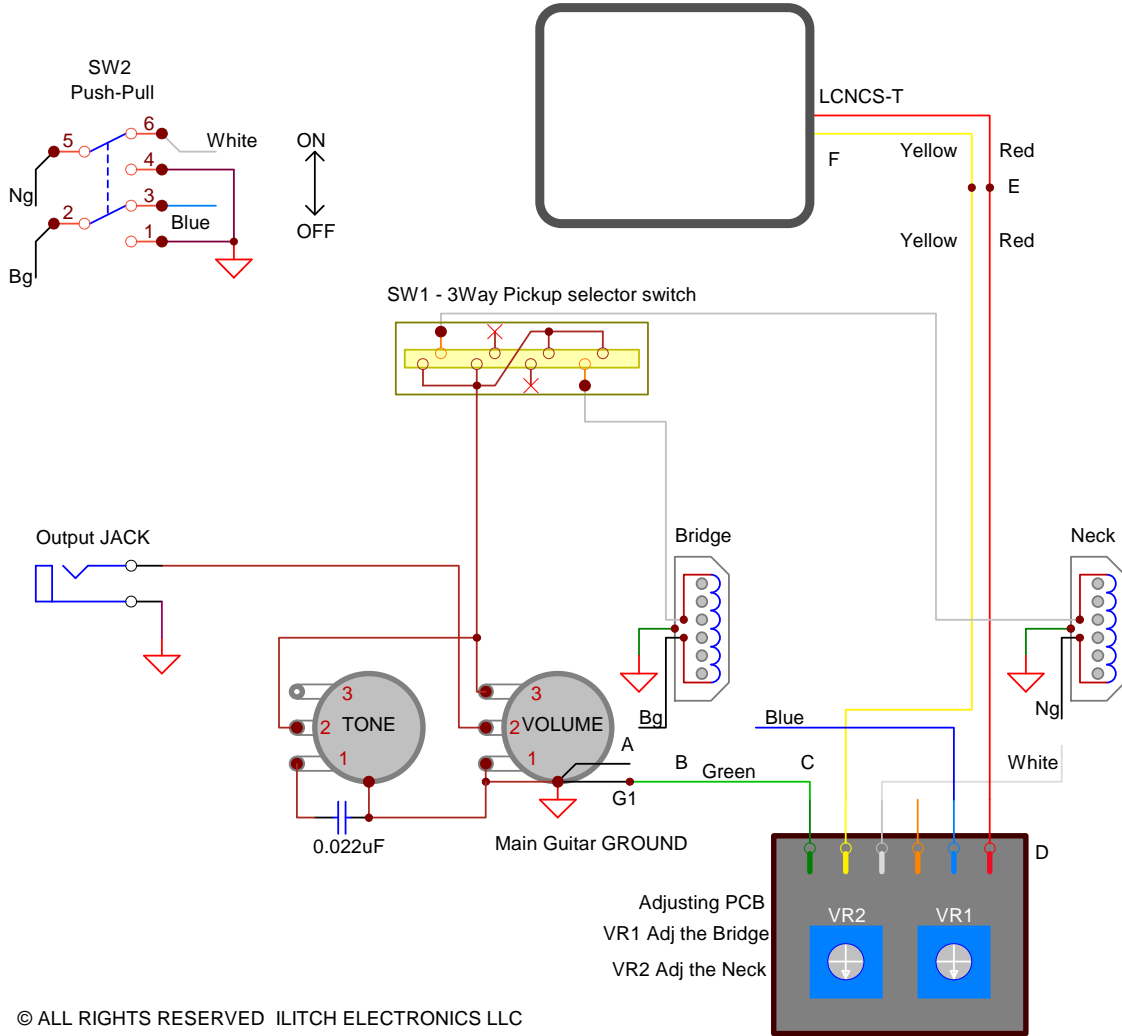 SW2
Push-Pull
6
White
ON
5
4
Ng
3
2
Blue
OFF
1
Bg
LCNCS-T
F
Yellow
Red
E
Yellow
Red
SW1 - 3Way Pickup selector switch
Output JACK
Bridge
Neck
3
2
TONE
1
3
2
VOLUME
1
0.022uF
Bg
Blue
Ng
A
B
Green
C
White
G1
Main Guitar GROUND
D
Adjusting PCB
VR2
VR1
VR1 Adj the Bridge
VR2 Adj the Neck
© ALL RIGHTS RESERVED ILITCH ELECTRONICS LLC